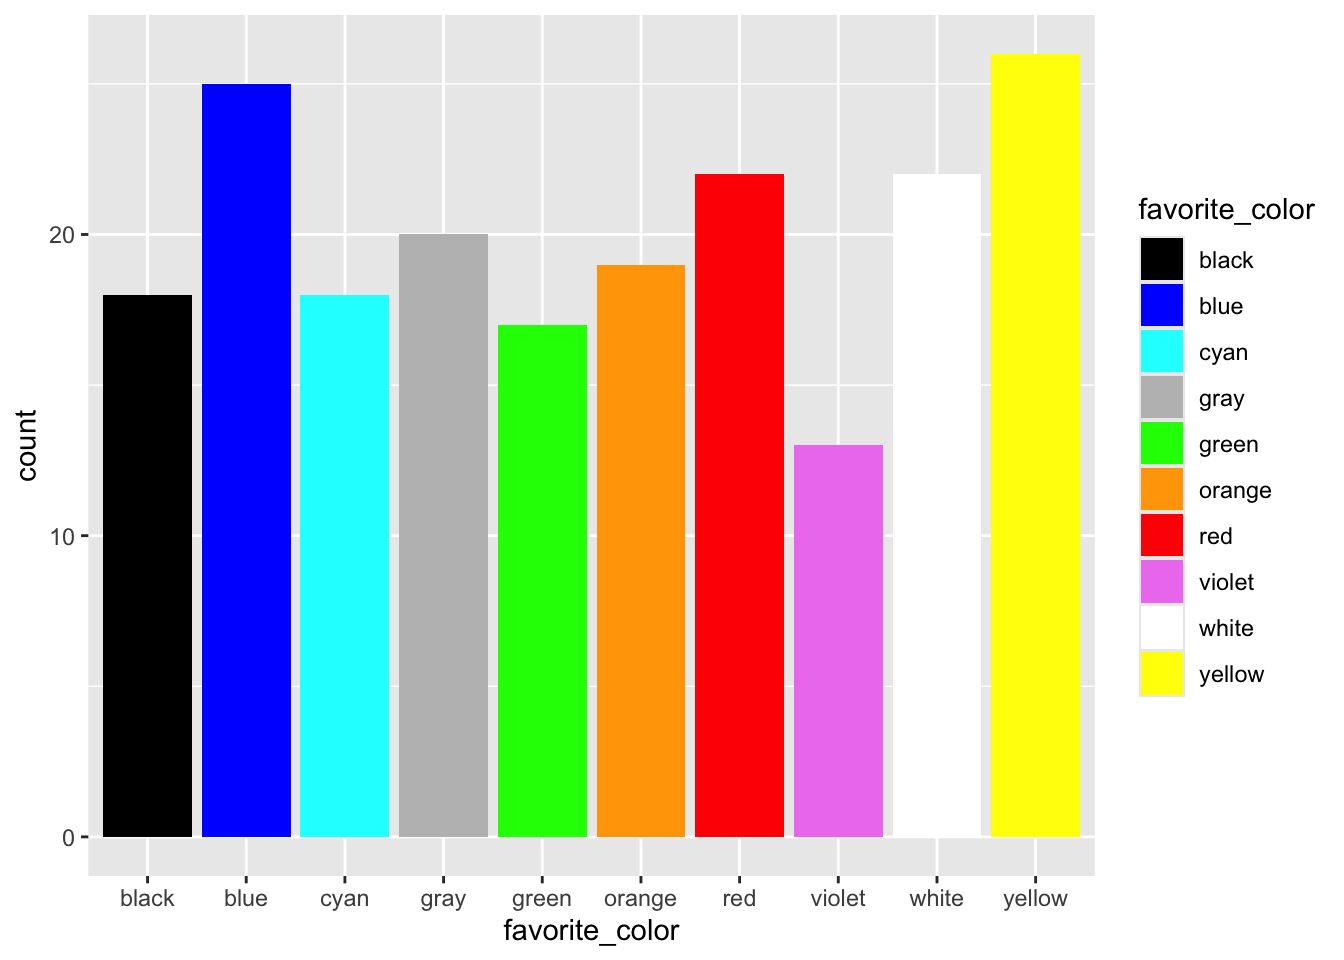 count
20
10
0
black blue cyan gray green orange red violet white yellow
favorite_color
favorite_color
black
blue
cyan
gray
green
orange
red
violet
white
yellow